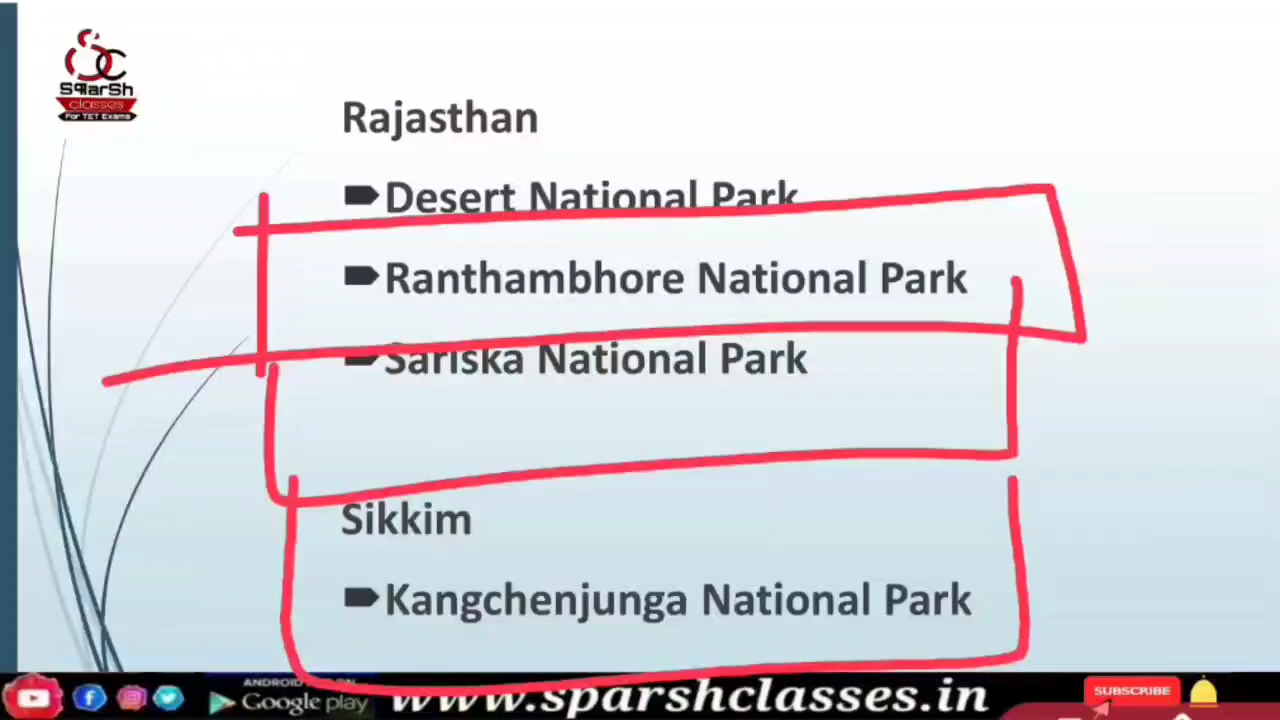 SqarSh
classes
For TET Exams
Rajasthan
Desert National Park
Ranthambhore National Park
Sariska National Park
Sikkim
Kangchenjunga National Park
Google play
www.sparshclasses.in
SUBSCRIBE